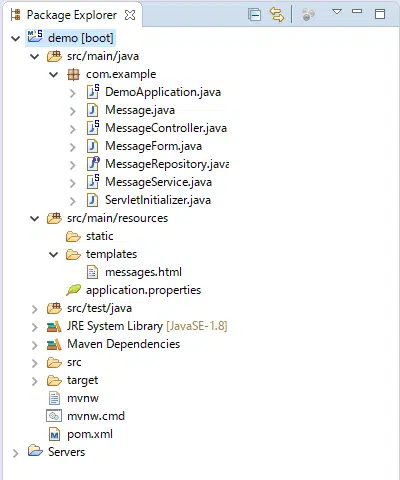 Package Explorer
demo [boot]
src/main/java
com.example
DemoApplication.java
Message.java
MessageController.java
MessageForm.java
MessageRepository.java
MessageService.java
ServletInitializer.java
src/main/resources
static
templates
messages.html
application.properties
src/test/java
JRE System Library [JavaSE-1.8]
Maven Dependencies
src
target
mvnw
mvnw.cmd
pom.xml
Servers